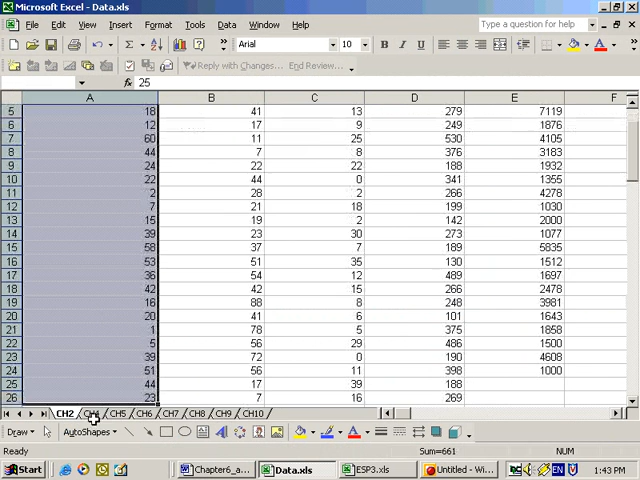 Microsoft Excel - Data.xls
File Edit View Insert Format Tools Data Window Help Type a question for help
Arial 10 B I U
Reply with Changes... End Review...
fx 25
A B C D E F
5 18 41 13 279 7119
6 12 17 9 249 1876
7 60 11 25 530 4105
8 44 7 8 376 3183
9 24 22 22 188 1932
10 22 44 0 341 1355
11 2 28 2 266 4278
12 7 21 18 199 1030
13 15 19 2 142 2000
14 39 23 30 273 1077
15 58 37 7 189 5835
16 53 51 35 130 1512
17 36 54 12 489 1697
18 42 42 15 266 2478
19 16 88 8 248 3981
20 20 41 6 101 1643
21 1 78 5 375 1858
22 5 56 29 486 1500
23 39 72 0 190 4608
24 51 56 11 398 1000
25 44 17 39 188
26 23 7 16 269
CH2 CH5 CH6 CH7 CH8 CH9 CH10
Draw AutoShapes
Ready Sum=661 NUM
Start Chapter6_a... Data.xls ESP3.xls Untitled - Wi... EN 1:43 PM